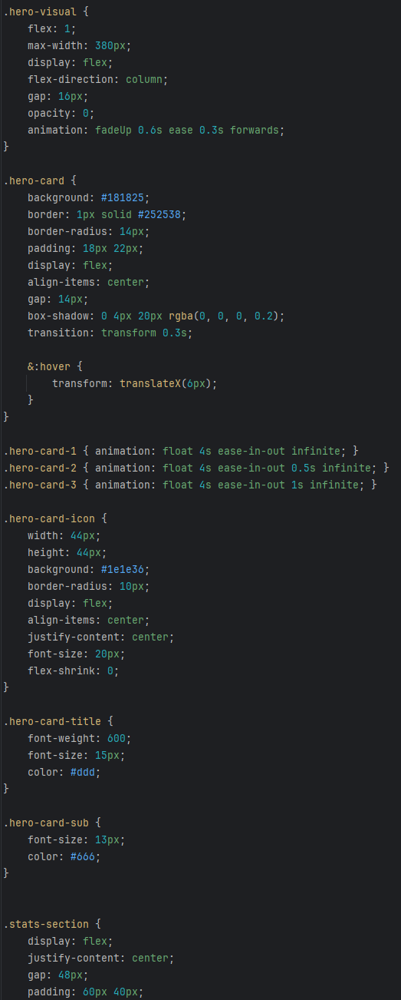 .hero-visual {
    flex: 1;
    max-width: 380px;
    display: flex;
    flex-direction: column;
    gap: 16px;
    opacity: 0;
    animation: fadeUp 0.6s ease 0.3s forwards;
}

.hero-card {
    background: #181825;
    border: 1px solid #252538;
    border-radius: 14px;
    padding: 18px 22px;
    display: flex;
    align-items: center;
    gap: 14px;
    box-shadow: 0 4px 20px rgba(0, 0, 0, 0.2);
    transition: transform 0.3s;

    &:hover {
        transform: translateX(6px);
    }
}

.hero-card-1 { animation: float 4s ease-in-out infinite; }
.hero-card-2 { animation: float 4s ease-in-out 0.5s infinite; }
.hero-card-3 { animation: float 4s ease-in-out 1s infinite; }

.hero-card-icon {
    width: 44px;
    height: 44px;
    background: #1e1e36;
    border-radius: 10px;
    display: flex;
    align-items: center;
    justify-content: center;
    font-size: 20px;
    flex-shrink: 0;
}

.hero-card-title {
    font-weight: 600;
    font-size: 15px;
    color: #ddd;
}

.hero-card-sub {
    font-size: 13px;
    color: #666;
}


.stats-section {
    display: flex;
    justify-content: center;
    gap: 48px;
    padding: 60px 40px;